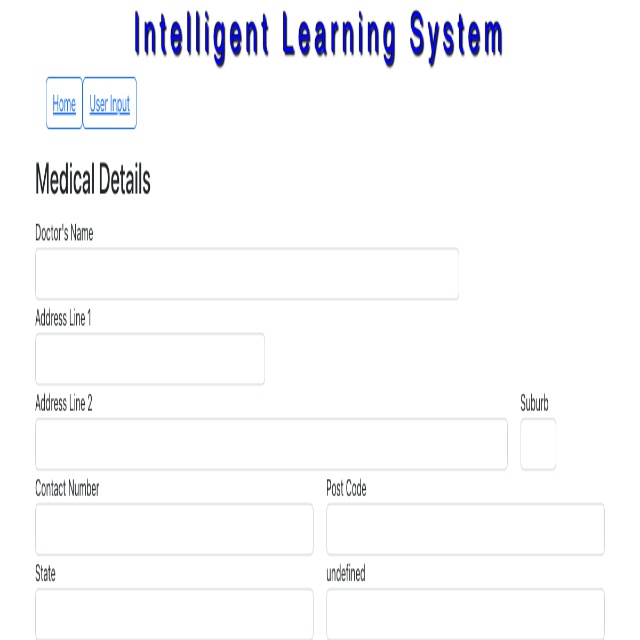 Intelligent Learning System
Home User Input
Medical Details
Doctor's Name
Address Line 1
Address Line 2 Suburb
Contact Number Post Code
State undefined